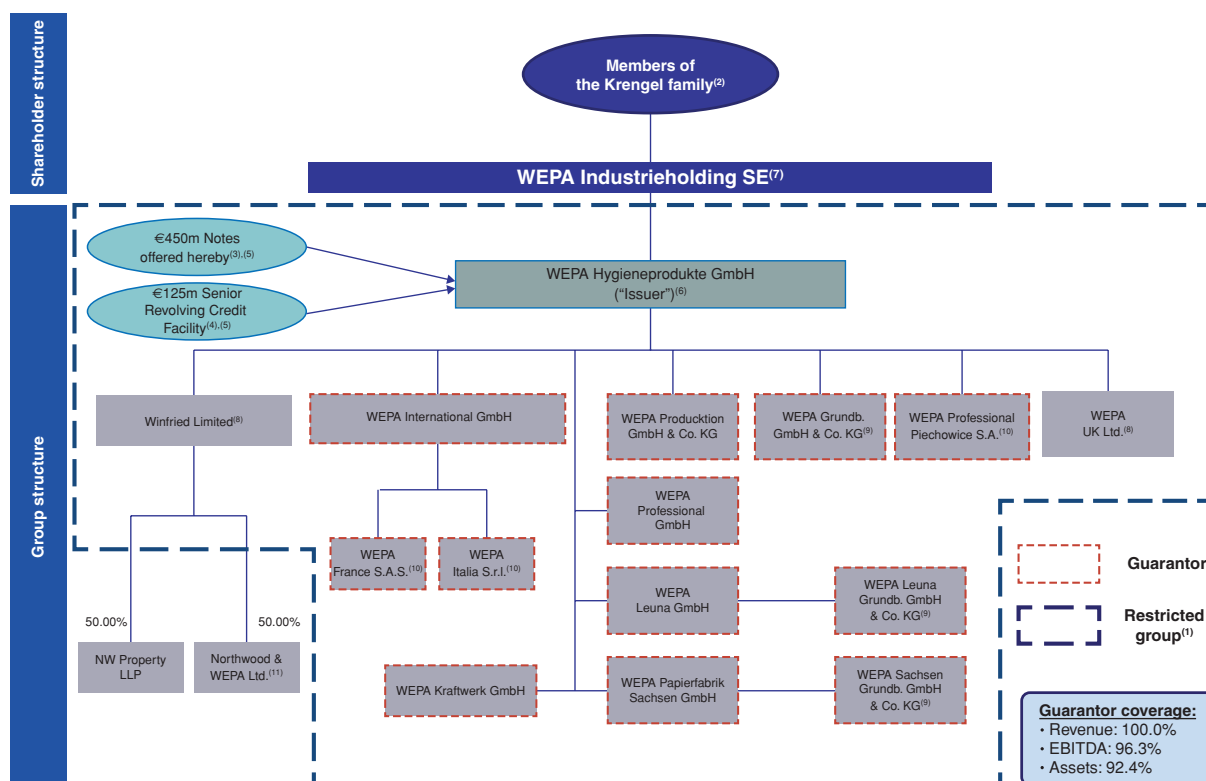 Shareholder structure
Members of
the Krengel family(2)
WEPA Industrieholding SE(7)
Group structure
€450m Notes
offered hereby(3),(5)
€125m Senior
Revolving Credit
Facility(4),(5)
WEPA Hygieneprodukte GmbH
(“Issuer”)(6)
Winfried Limited(8)
WEPA International GmbH
WEPA Producktion
GmbH & Co. KG
WEPA Grundb.
GmbH & Co. KG(9)
WEPA Professional
Piechowice S.A.(10)
WEPA
UK Ltd.(8)
WEPA
Professional
GmbH
WEPA
France S.A.S.(10)
WEPA
Italia S.r.l.(10)
WEPA
Leuna GmbH
WEPA Leuna
Grundb. GmbH
& Co. KG(9)
50.00%
50.00%
NW Property
LLP
Northwood &
WEPA Ltd.(11)
WEPA Kraftwerk GmbH
WEPA Papierfabrik
Sachsen GmbH
WEPA Sachsen
Grundb. GmbH
& Co. KG(9)
Guarantor
Restricted
group(1)
Guarantor coverage:
• Revenue: 100.0%
• EBITDA: 96.3%
• Assets: 92.4%